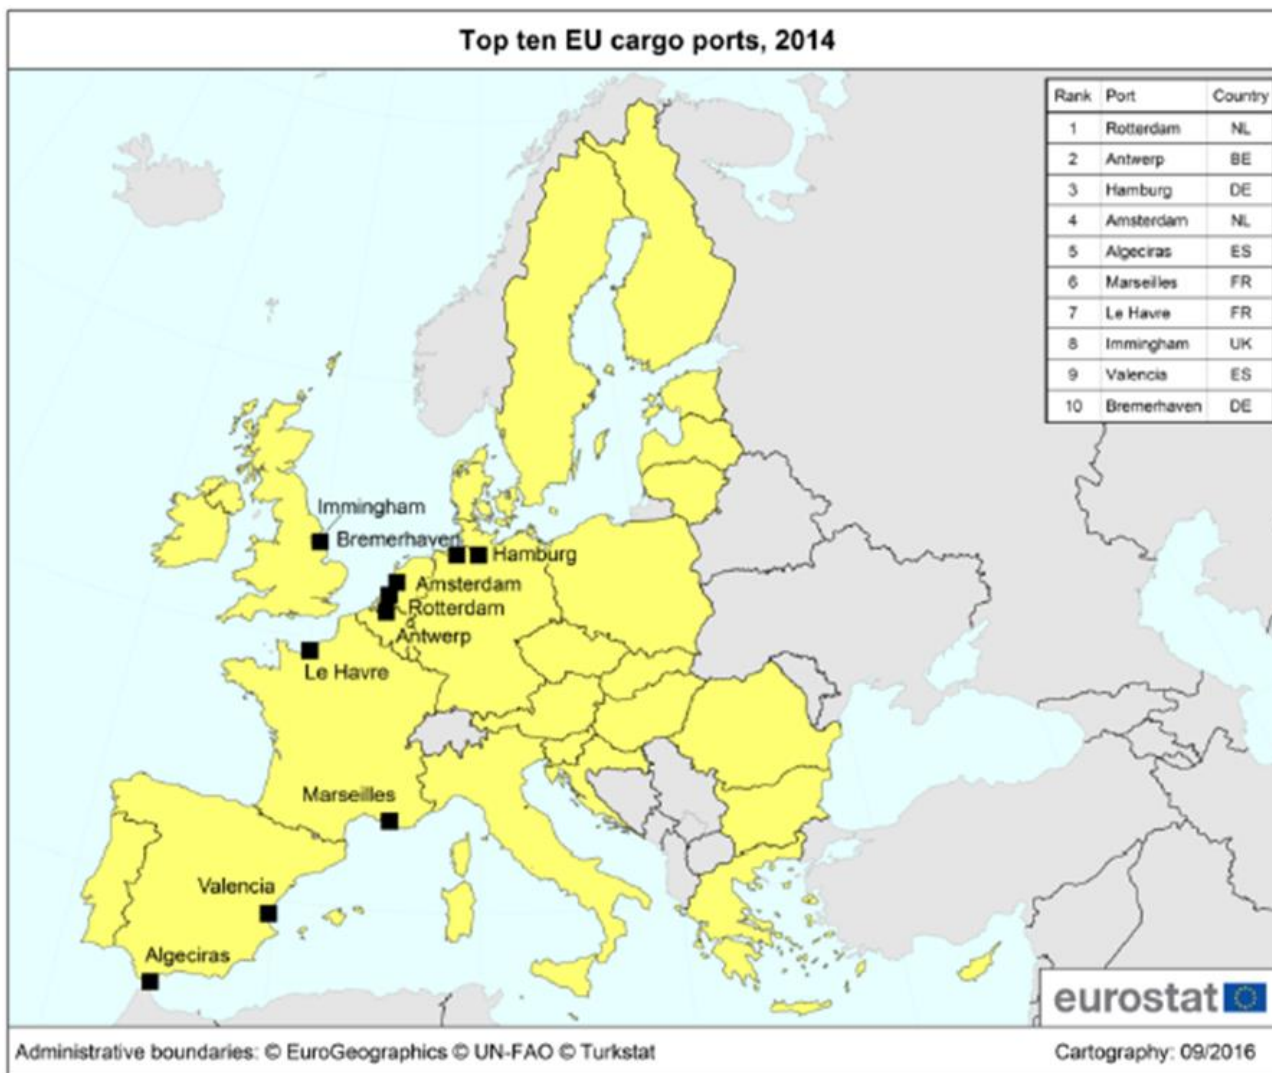 Top ten EU cargo ports, 2014
Rank Port Country
1 Rotterdam NL
2 Antwerp BE
3 Hamburg DE
4 Amsterdam NL
5 Algeciras ES
6 Marseilles FR
7 Le Havre FR
8 Immingham UK
9 Valencia ES
10 Bremerhaven DE
Immingham
Bremerhaven
Hamburg
Amsterdam
Rotterdam
Antwerp
Le Havre
Marseilles
Valencia
Algeciras
eurostat
Administrative boundaries: © EuroGeographics © UN-FAO © Turkstat
Cartography: 09/2016